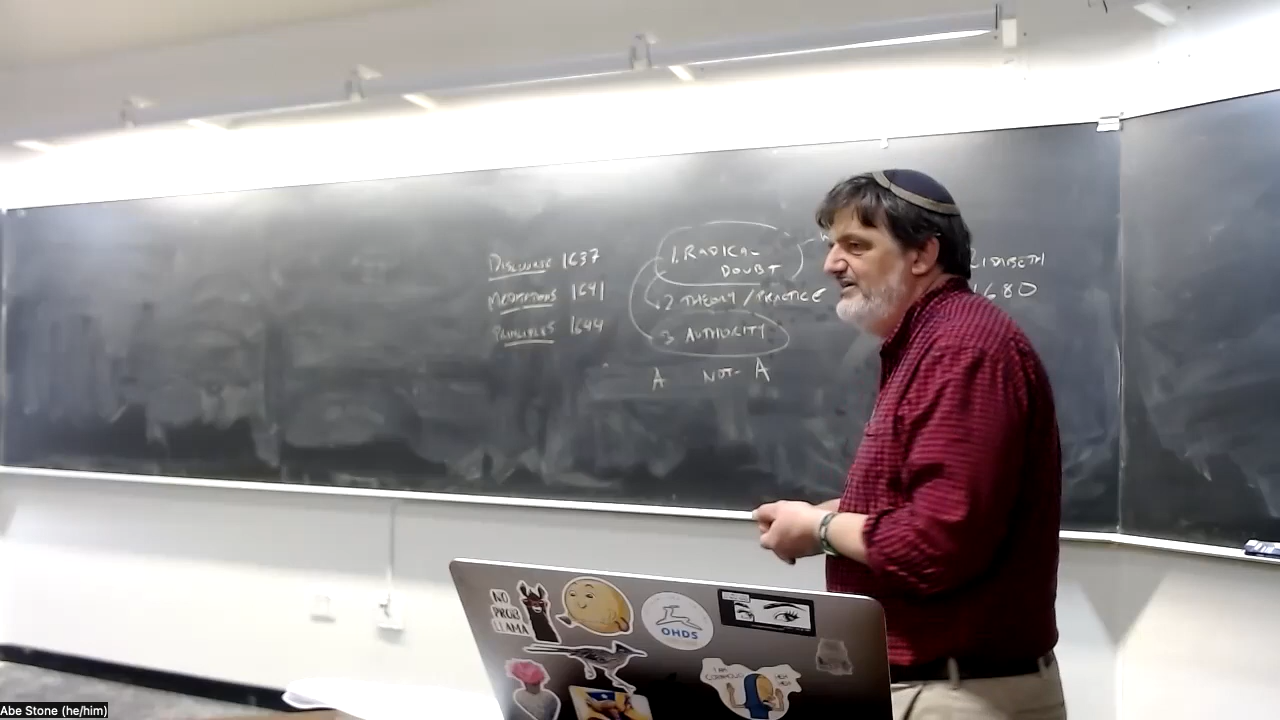 DISCOURSE 1637
MEDITATIONS 1641
PRINCIPLES 1644
1. RADICAL
DOUBT
2 THEORY / PRACTICE
3 AUTHORITY
A NOT-A
1680
NO
PROB
LLAMA
OHDS
I AM
Abe Stone (he/him)